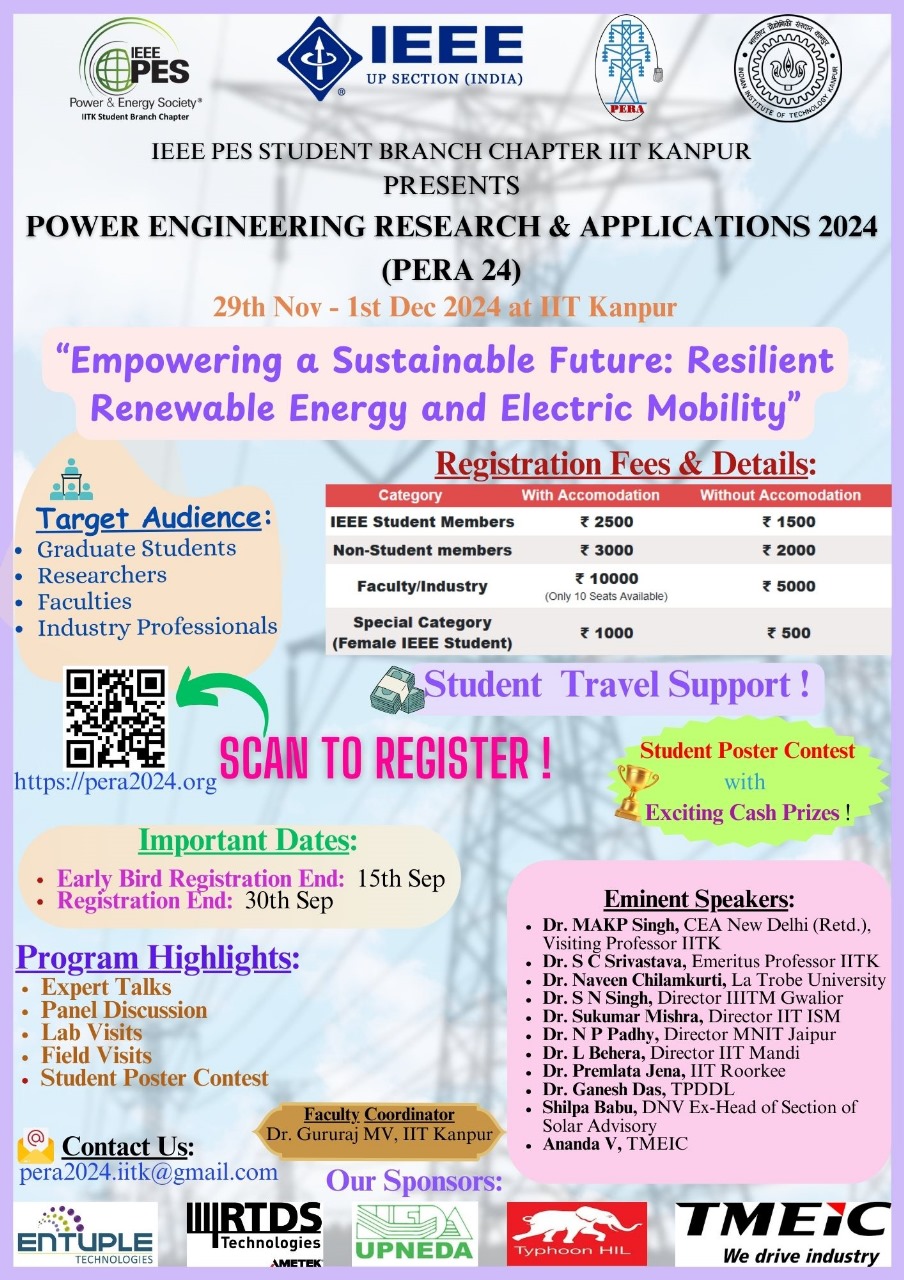 IEEE
PES
Power & Energy Society®
IITK Student Branch Chapter
IEEE
®
UP SECTION (INDIA)
PERA
भारतीय प्रौद्योगिकी संस्थान कानपुर
INDIAN INSTITUTE OF TECHNOLOGY KANPUR
IEEE PES STUDENT BRANCH CHAPTER IIT KANPUR
PRESENTS
POWER ENGINEERING RESEARCH & APPLICATIONS 2024
(PERA 24)
29th Nov - 1st Dec 2024 at IIT Kanpur
“Empowering a Sustainable Future: Resilient
Renewable Energy and Electric Mobility”
Target Audience:
• Graduate Students
• Researchers
• Faculties
• Industry Professionals
Registration Fees & Details:
Category With Accomodation Without Accomodation
IEEE Student Members ₹ 2500 ₹ 1500
Non-Student members ₹ 3000 ₹ 2000
Faculty/Industry ₹ 10000 ₹ 5000
(Only 10 Seats Available)
Special Category
(Female IEEE Student) ₹ 1000 ₹ 500
Student Travel Support !
https://pera2024.org
SCAN TO REGISTER !
Student Poster Contest
with
Exciting Cash Prizes !
Important Dates:
• Early Bird Registration End: 15th Sep
• Registration End: 30th Sep
Program Highlights:
• Expert Talks
• Panel Discussion
• Lab Visits
• Field Visits
• Student Poster Contest
Eminent Speakers:
• Dr. MAKP Singh, CEA New Delhi (Retd.),
Visiting Professor IITK
• Dr. S C Srivastava, Emeritus Professor IITK
• Dr. Naveen Chilamkurti, La Trobe University
• Dr. S N Singh, Director IIITM Gwalior
• Dr. Sukumar Mishra, Director IIT ISM
• Dr. N P Padhy, Director MNIT Jaipur
• Dr. L Behera, Director IIT Mandi
• Dr. Premlata Jena, IIT Roorkee
• Dr. Ganesh Das, TPDDL
• Shilpa Babu, DNV Ex-Head of Section of
Solar Advisory
• Ananda V, TMEIC
Faculty Coordinator
Dr. Gururaj MV, IIT Kanpur
Contact Us:
pera2024.iitk@gmail.com
Our Sponsors:
ENTUPLE
TECHNOLOGIES
RTDS
Technologies
AMETEK
UPNEDA
Typhoon HIL
TMEIC
We drive industry